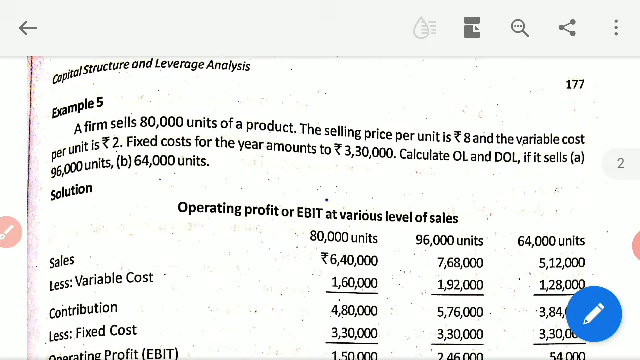 Capital Structure and Leverage Analysis
177
Example 5
A firm sells 80,000 units of a product. The selling price per unit is ₹ 8 and the variable cost
per unit is ₹ 2. Fixed costs for the year amounts to ₹ 3,30,000. Calculate OL and DOL, if it sells (a)
96,000 units, (b) 64,000 units.
2
Solution
Operating profit or EBIT at various level of sales
80,000 units 96,000 units 64,000 units
Sales ₹6,40,000 7,68,000 5,12,000
Less: Variable Cost 1,60,000 1,92,000 1,28,000
Contribution 4,80,000 5,76,000 3,84,
Less: Fixed Cost 3,30,000 3,30,000 3,30,00
Operating Profit (EBIT) 1,50,000 2,46,000 54,000